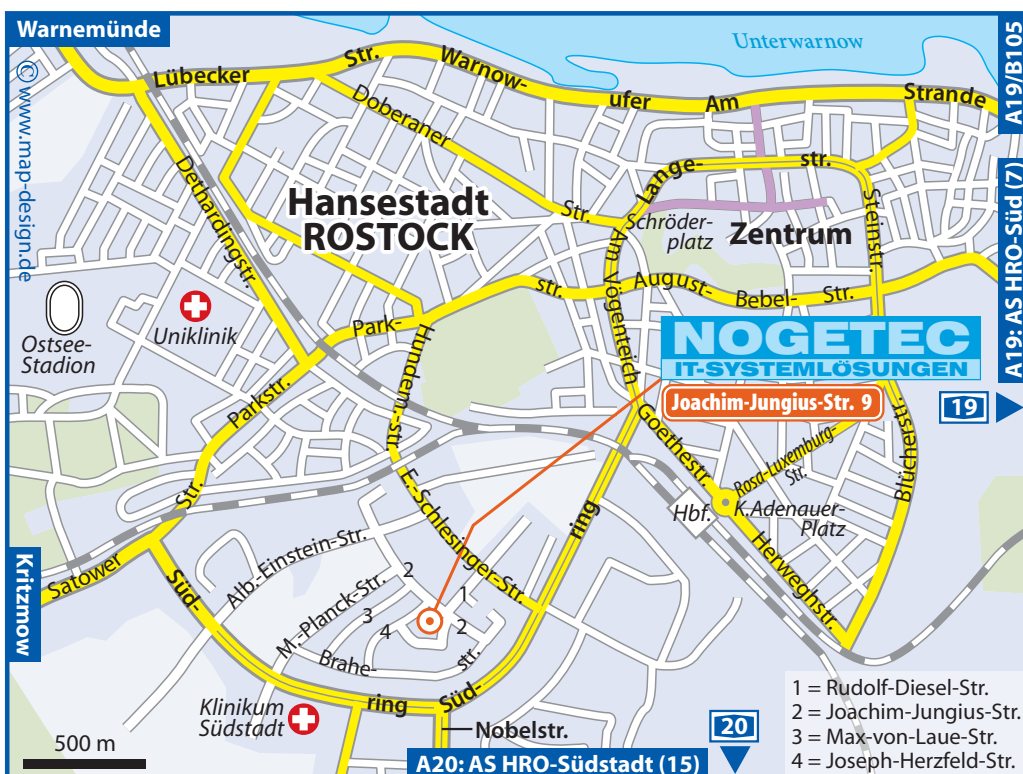 Warnemünde
Unterwarnow
A19/B105
© www.map-design.de
Lübecker
Str.
Warnow-
ufer
Am
Strande
Doberaner
Str.
Dethardingstr.
Hansestadt
ROSTOCK
Lange-
str.
Steinstr.
Schröder-
platz
Zentrum
A19: AS HRO-Süd (7)
Am Vögenteich
Ostsee-
Stadion
Uniklinik
Park-
str.
August-
Bebel-
Str.
NOGETEC
IT-SYSTEMLÖSUNGEN
Joachim-Jungius-Str. 9
19
Hundem.-str.
Parkstr.
Goethestr.
Rosa-Luxemburg-
Str.
Blücherstr.
Hbf.
K.Adenauer-
Platz
Herweghstr.
Satower
Str.
Kritzmow
E.-Schlesinger-Str.
ring
Alb.-Einstein-Str.
M.-Planck-Str.
2
1
3
4
2
Brahe-
str.
Süd-
ring
Süd-
Klinikum
Südstadt
Nobelstr.
20
500 m
A20: AS HRO-Südstadt (15)
1 = Rudolf-Diesel-Str.
2 = Joachim-Jungius-Str.
3 = Max-von-Laue-Str.
4 = Joseph-Herzfeld-Str.